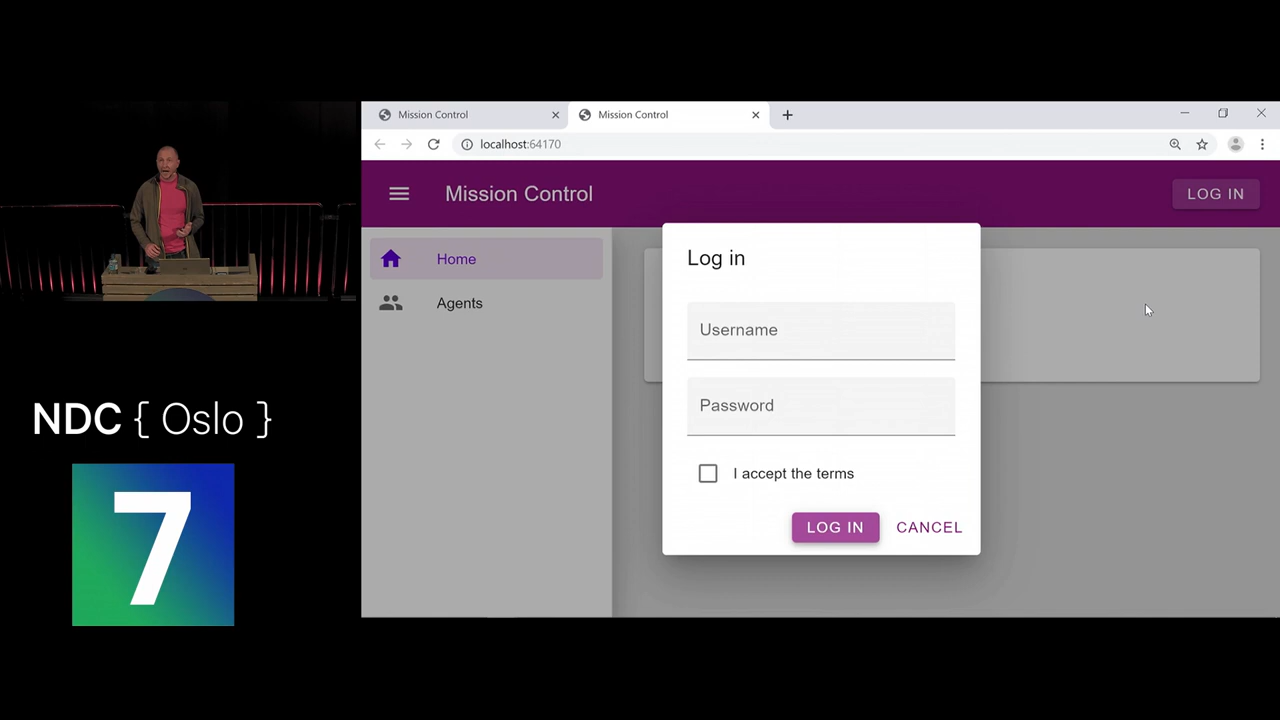 Mission Control
Mission Control
localhost:64170
Mission Control
LOG IN
Home
Agents
Log in
Username
Password
I accept the terms
LOG IN
CANCEL
NDC { Oslo }
7